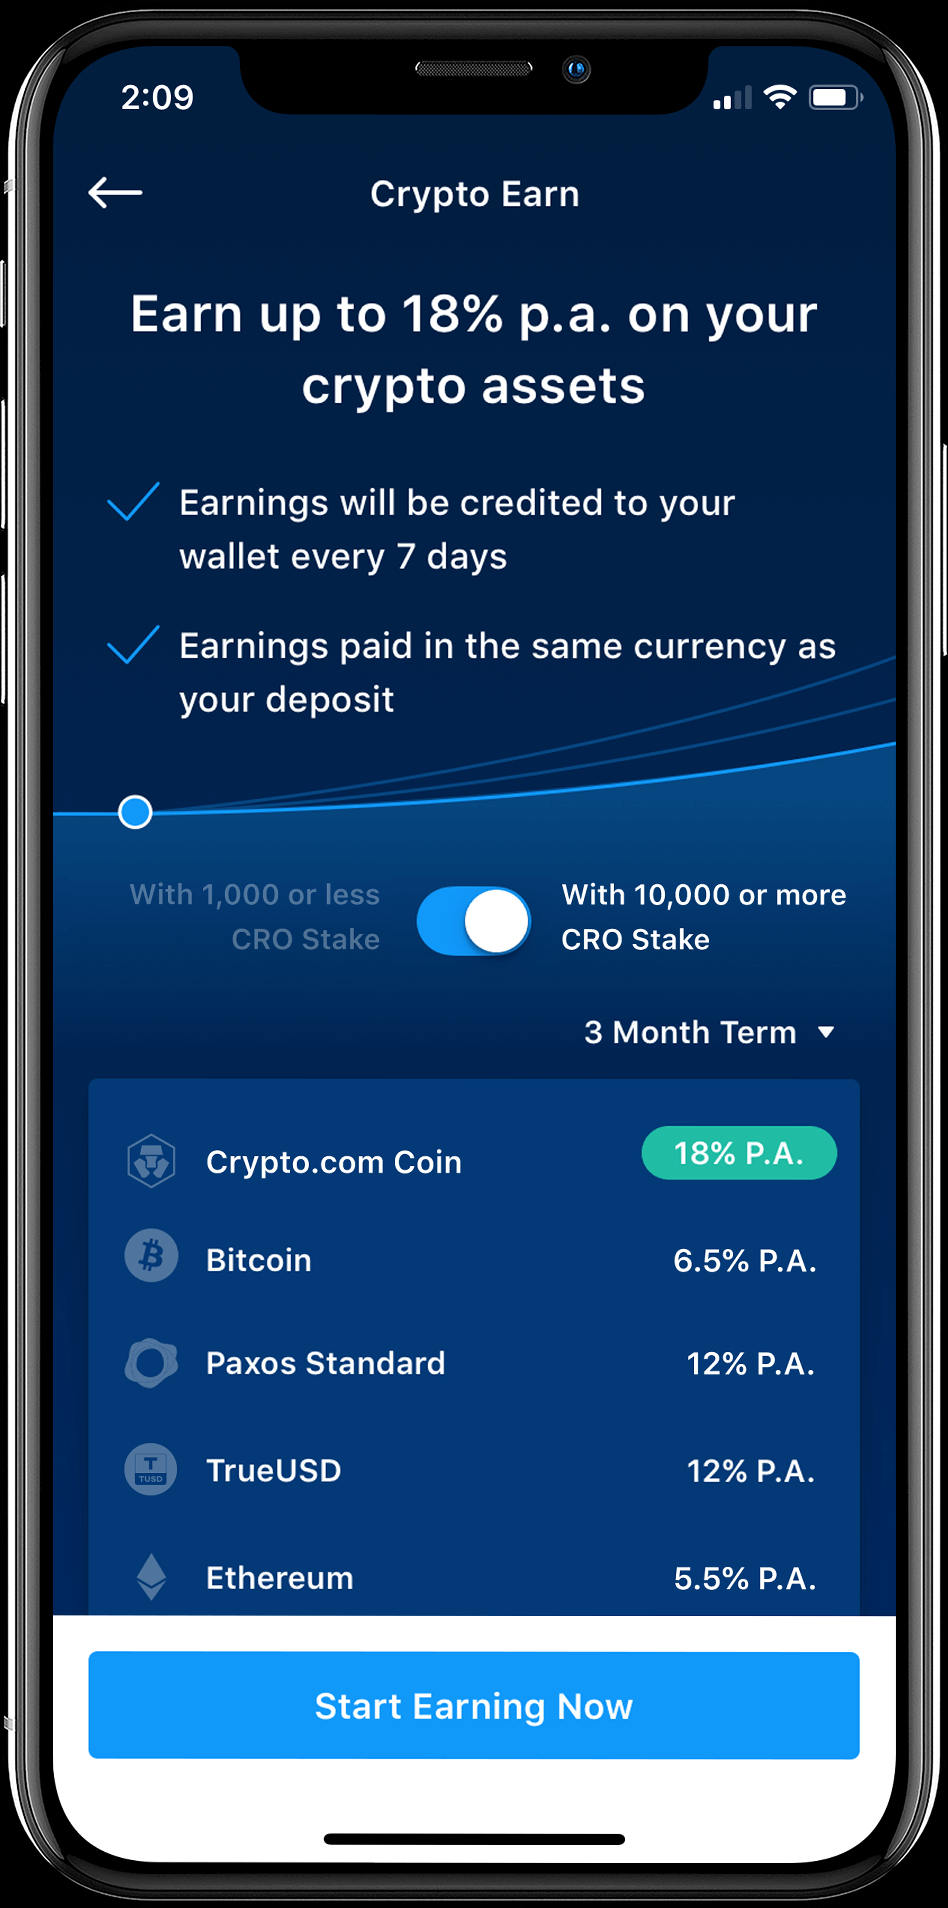 2:09
Crypto Earn
Earn up to 18% p.a. on your
crypto assets
Earnings will be credited to your
wallet every 7 days
Earnings paid in the same currency as
your deposit
With 1,000 or less
CRO Stake
With 10,000 or more
CRO Stake
3 Month Term
Crypto.com Coin 18% P.A.
Bitcoin 6.5% P.A.
Paxos Standard 12% P.A.
T
TUSD
TrueUSD 12% P.A.
Ethereum 5.5% P.A.
Start Earning Now